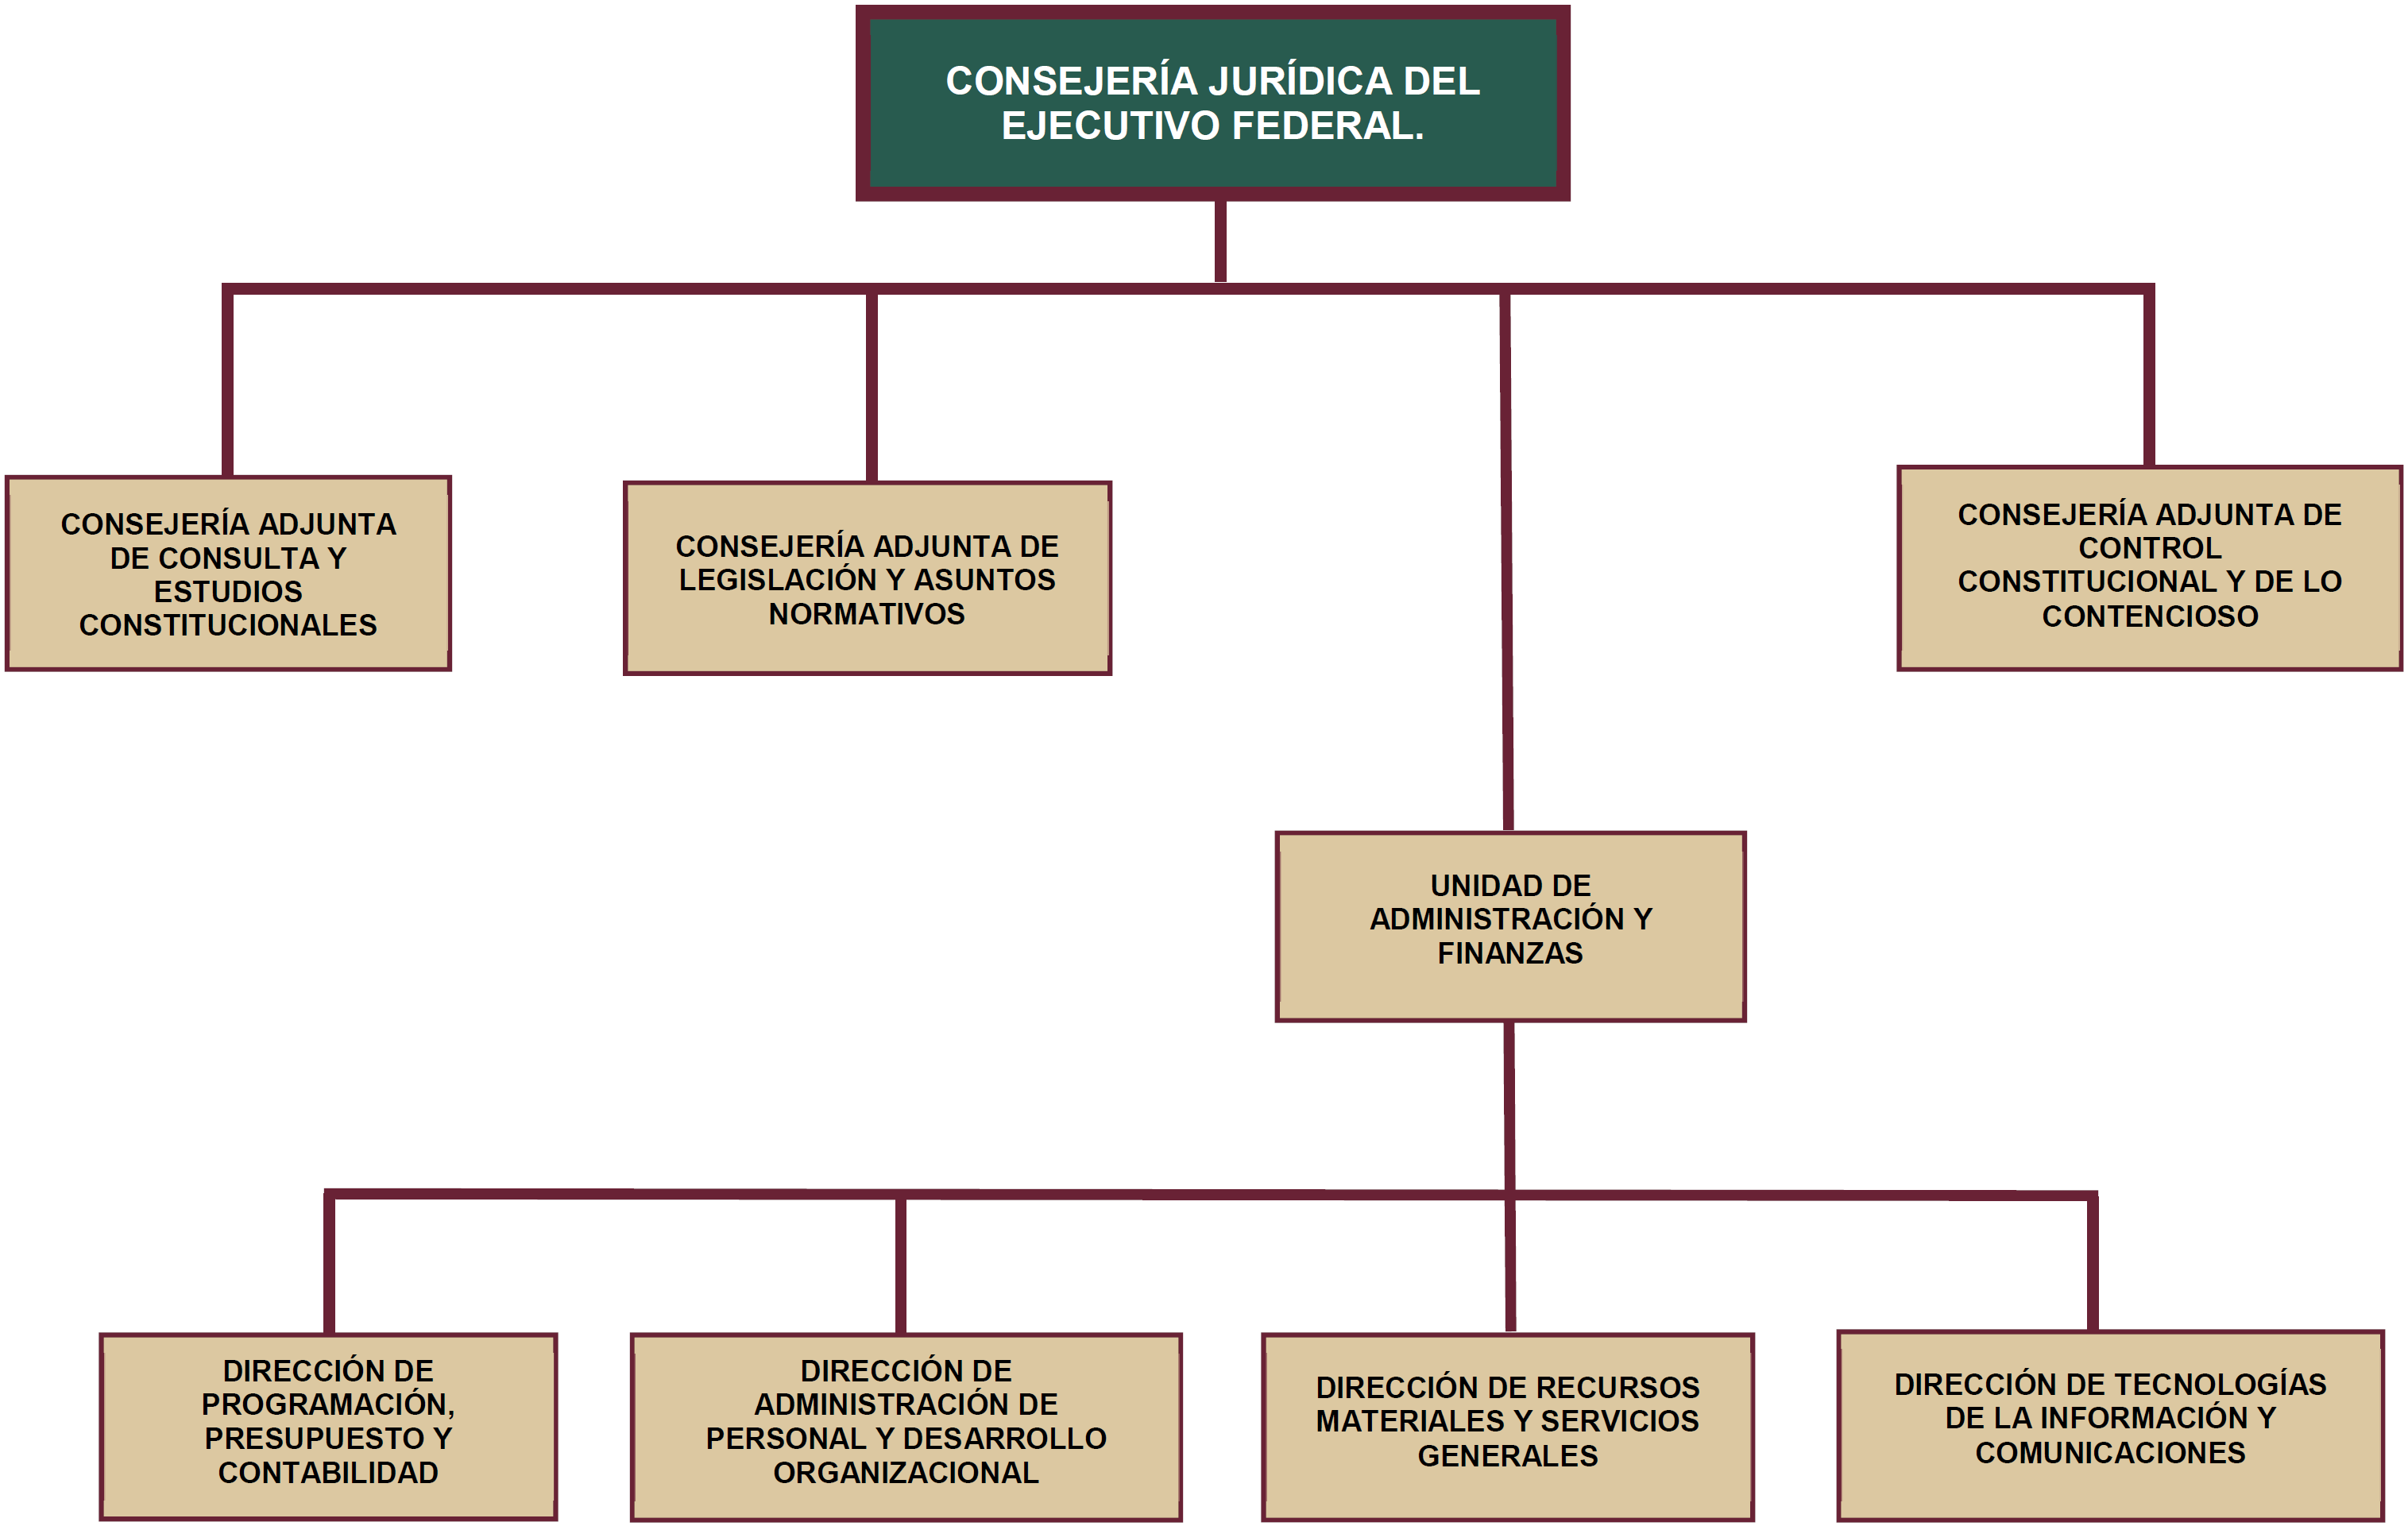 CONSEJERÍA JURÍDICA DEL
EJECUTIVO FEDERAL.
CONSEJERÍA ADJUNTA
DE CONSULTA Y
ESTUDIOS
CONSTITUCIONALES
CONSEJERÍA ADJUNTA DE
LEGISLACIÓN Y ASUNTOS
NORMATIVOS
CONSEJERÍA ADJUNTA DE
CONTROL
CONSTITUCIONAL Y DE LO
CONTENCIOSO
UNIDAD DE
ADMINISTRACIÓN Y
FINANZAS
DIRECCIÓN DE
PROGRAMACIÓN,
PRESUPUESTO Y
CONTABILIDAD
DIRECCIÓN DE
ADMINISTRACIÓN DE
PERSONAL Y DESARROLLO
ORGANIZACIONAL
DIRECCIÓN DE RECURSOS
MATERIALES Y SERVICIOS
GENERALES
DIRECCIÓN DE TECNOLOGÍAS
DE LA INFORMACIÓN Y
COMUNICACIONES